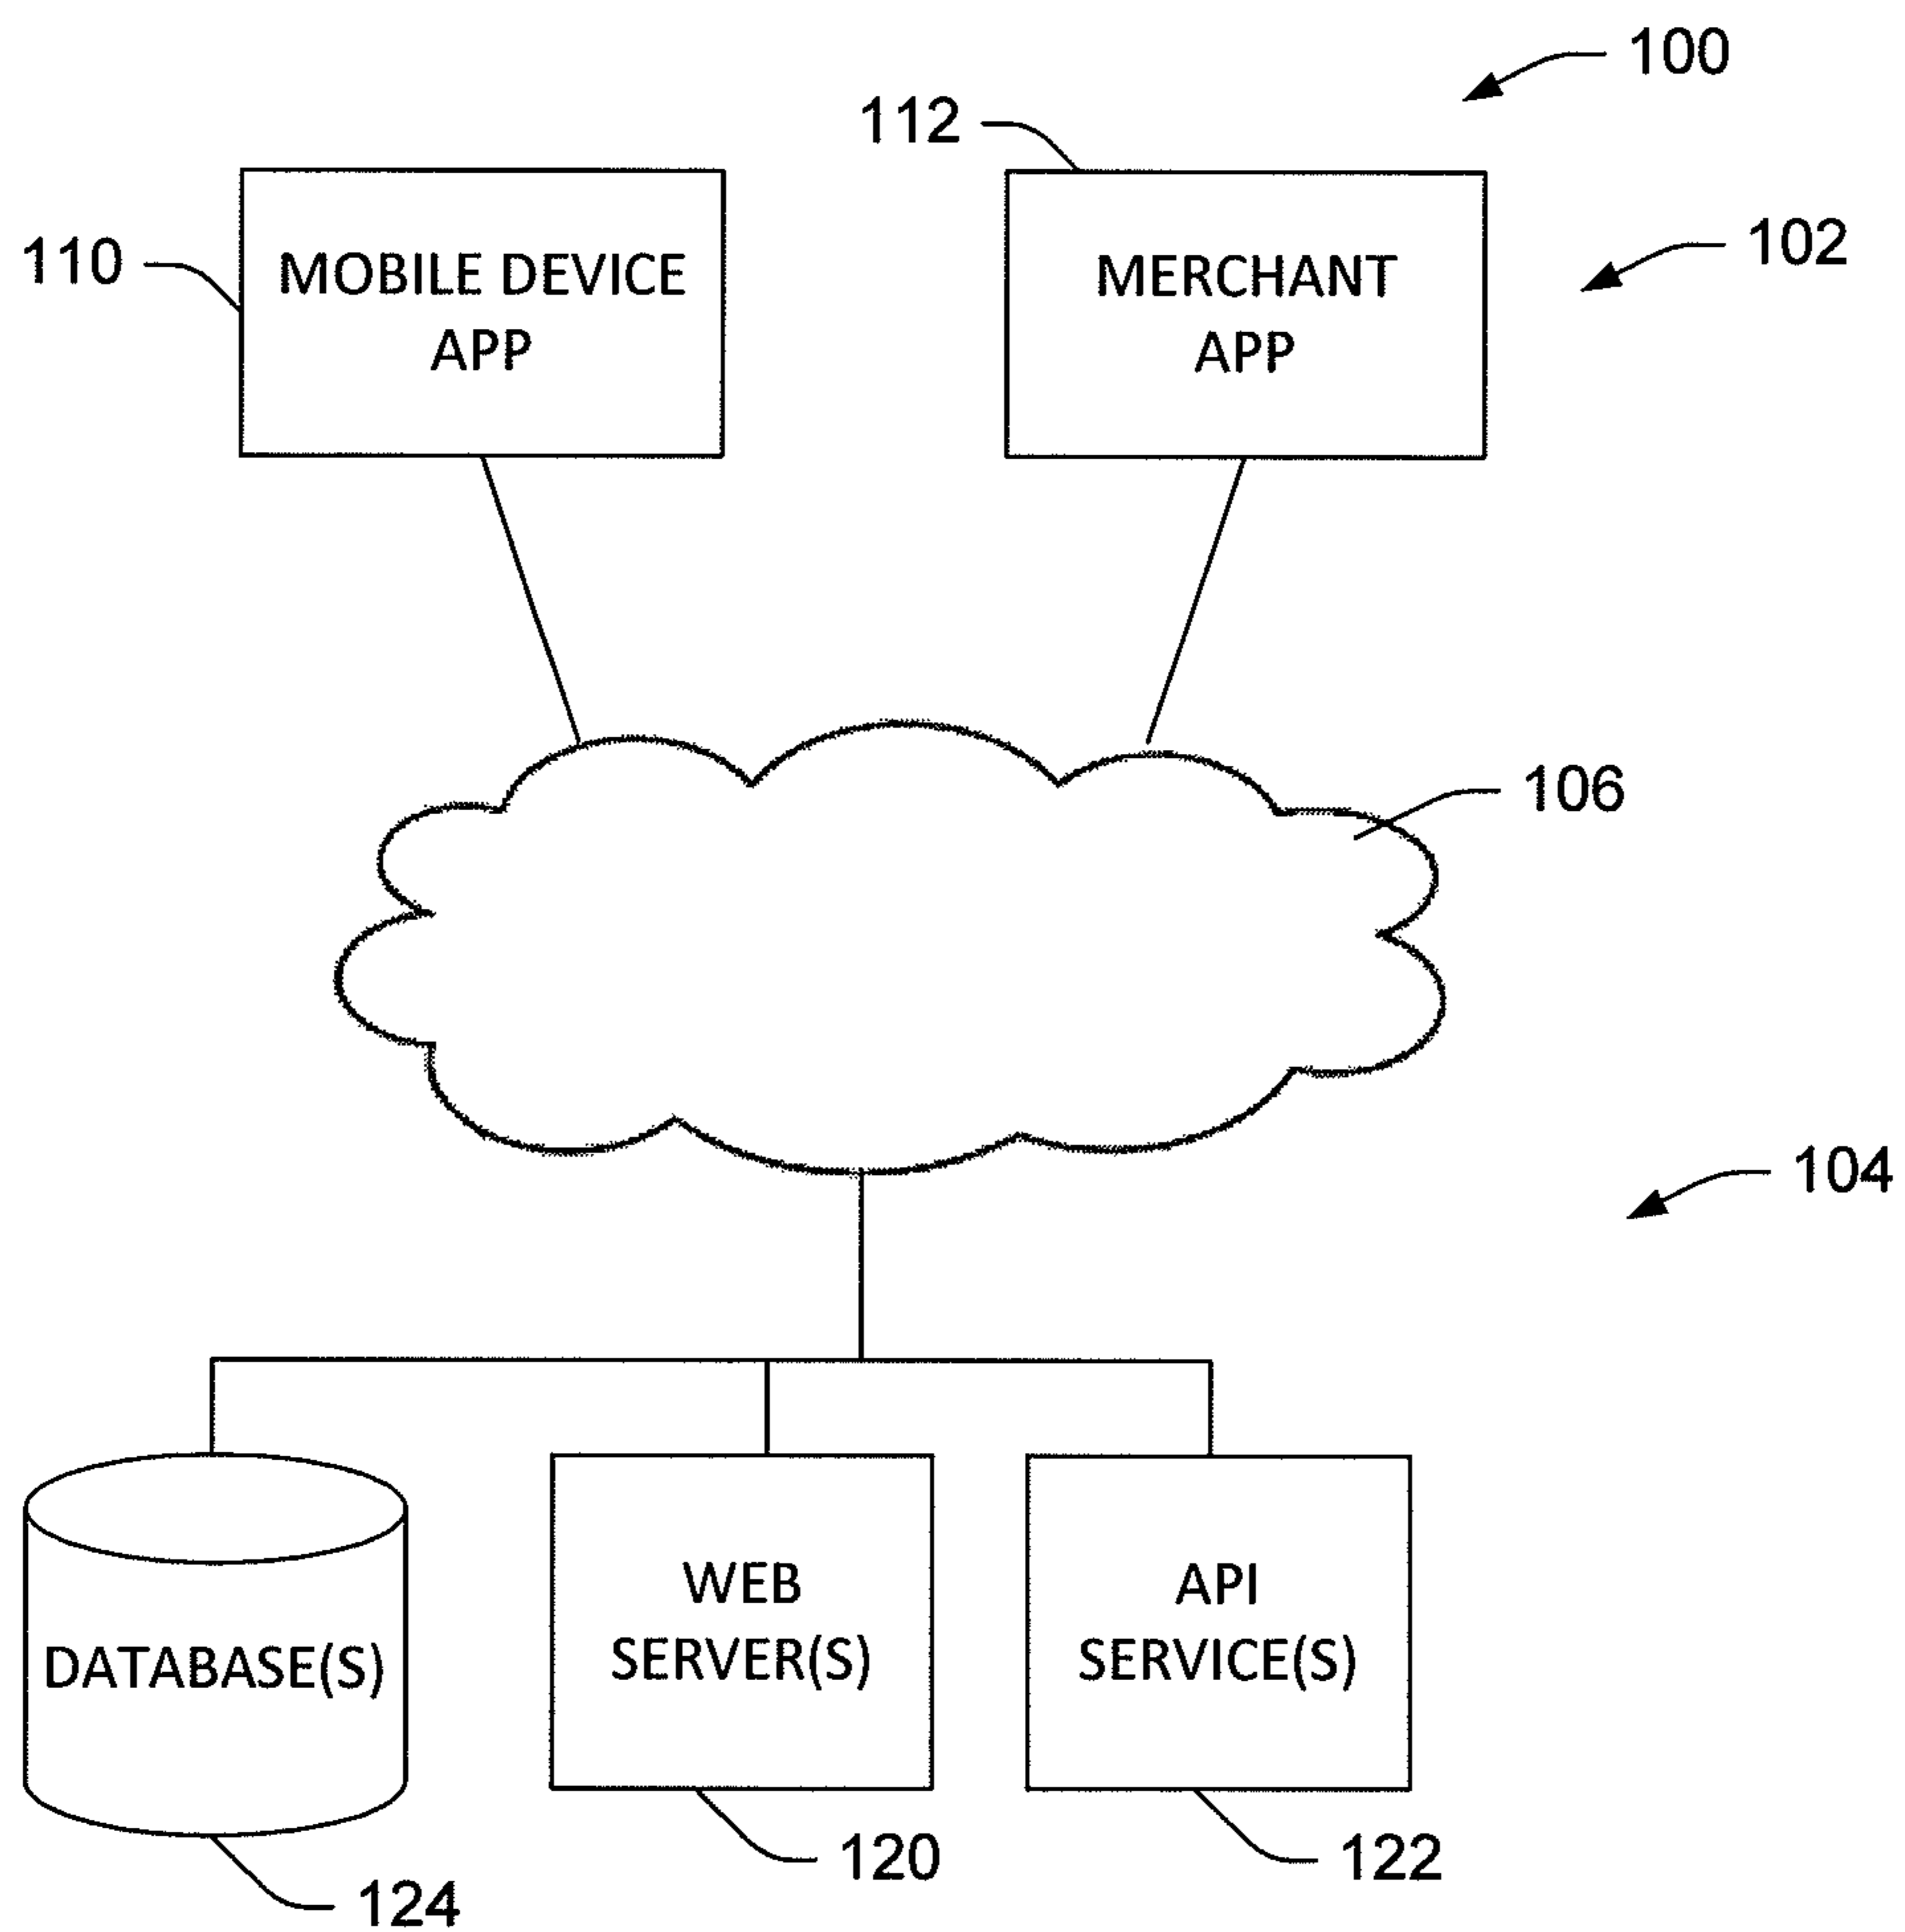 100
112
110
MOBILE DEVICE
APP
MERCHANT
APP
102
106
104
DATABASE(S)
WEB
SERVER(S)
API
SERVICE(S)
120
122
124